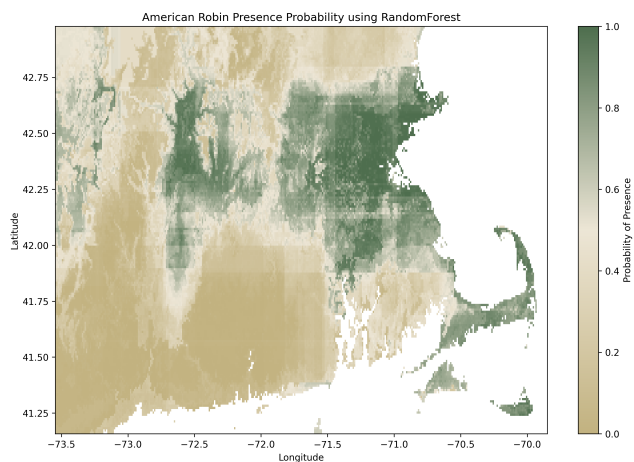 American Robin Presence Probability using RandomForest
42.75
42.50
42.25
42.00
41.75
41.50
41.25
Latitude
−73.5 −73.0 −72.5 −72.0 −71.5 −71.0 −70.5 −70.0
Longitude
1.0
0.8
0.6
0.4
0.2
0.0
Probability of Presence